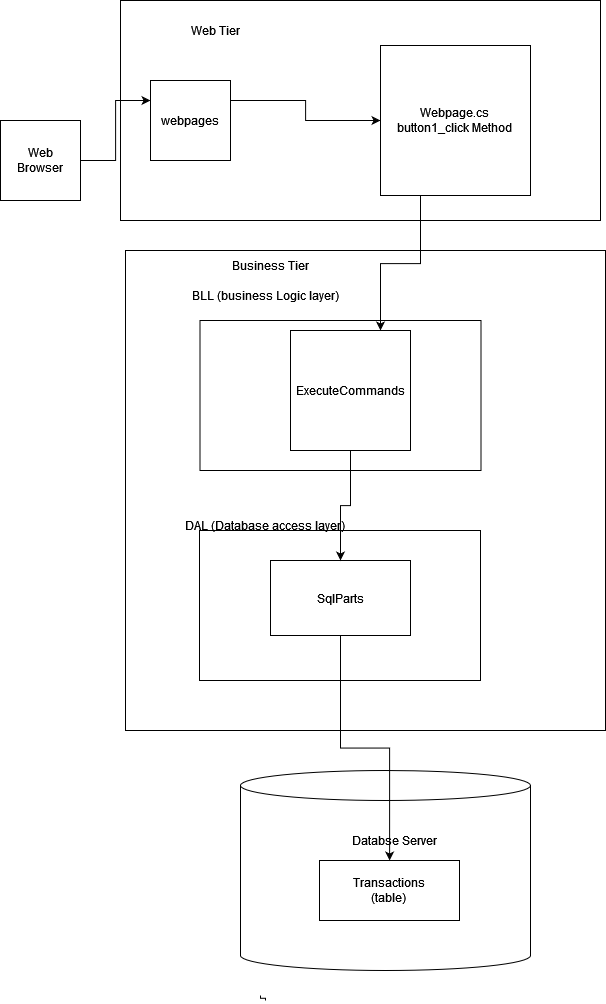 Web Tier
webpages
Webpage.cs
button1_click Method
Web
Browser
Business Tier
BLL (business Logic layer)
ExecuteCommands
DAL (Database access layer)
SqlParts
Databse Server
Transactions
(table)